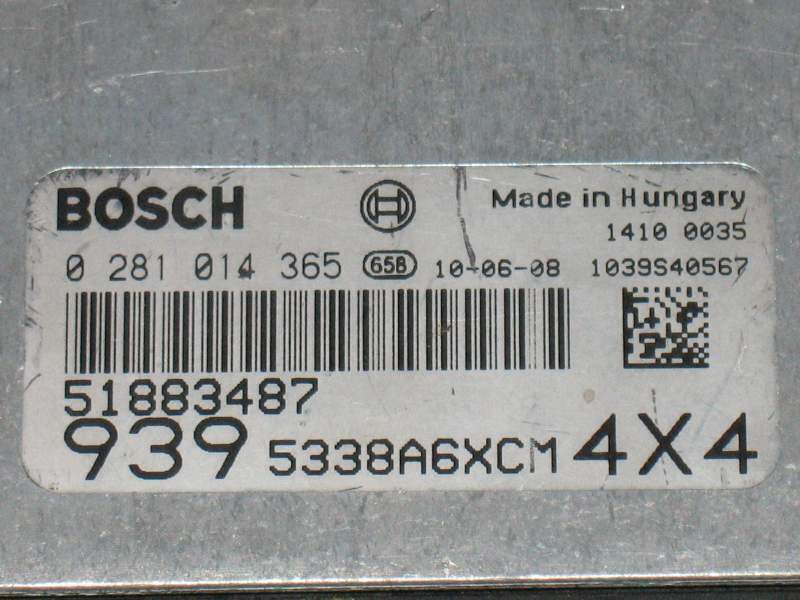 BOSCH
Made in Hungary
1410 0035
0 281 014 365 658 10-06-08 1039S40567
51883487
939 5338A6XCM 4X4